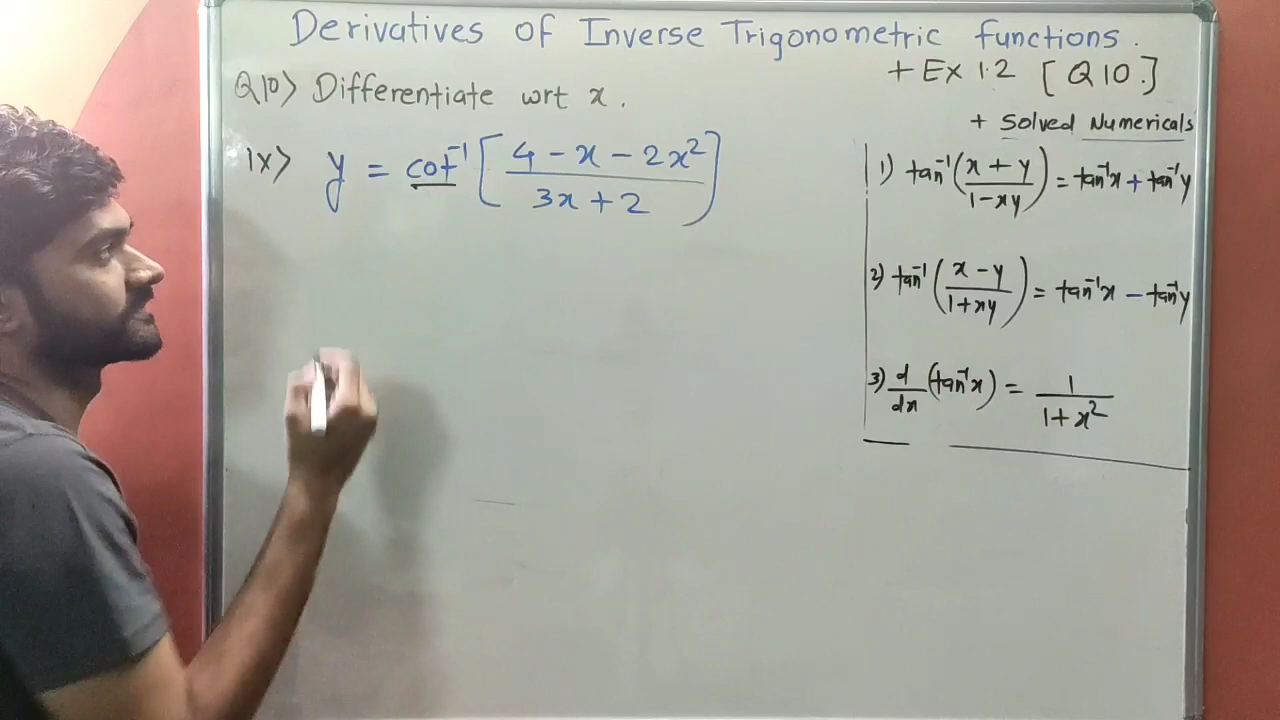 Derivatives of Inverse Trigonometric functions.
+ Ex 1.2 [Q10.]
Q10> Differentiate wrt x.
+ Solved Numericals
ix> y = cot⁻¹[(4 - x - 2x²)/(3x + 2)]
1) tan⁻¹((x + y)/(1 - xy)) = tan⁻¹x + tan⁻¹y
2) tan⁻¹((x - y)/(1 + xy)) = tan⁻¹x - tan⁻¹y
3) d/dx (tan⁻¹x) = 1/(1 + x²)